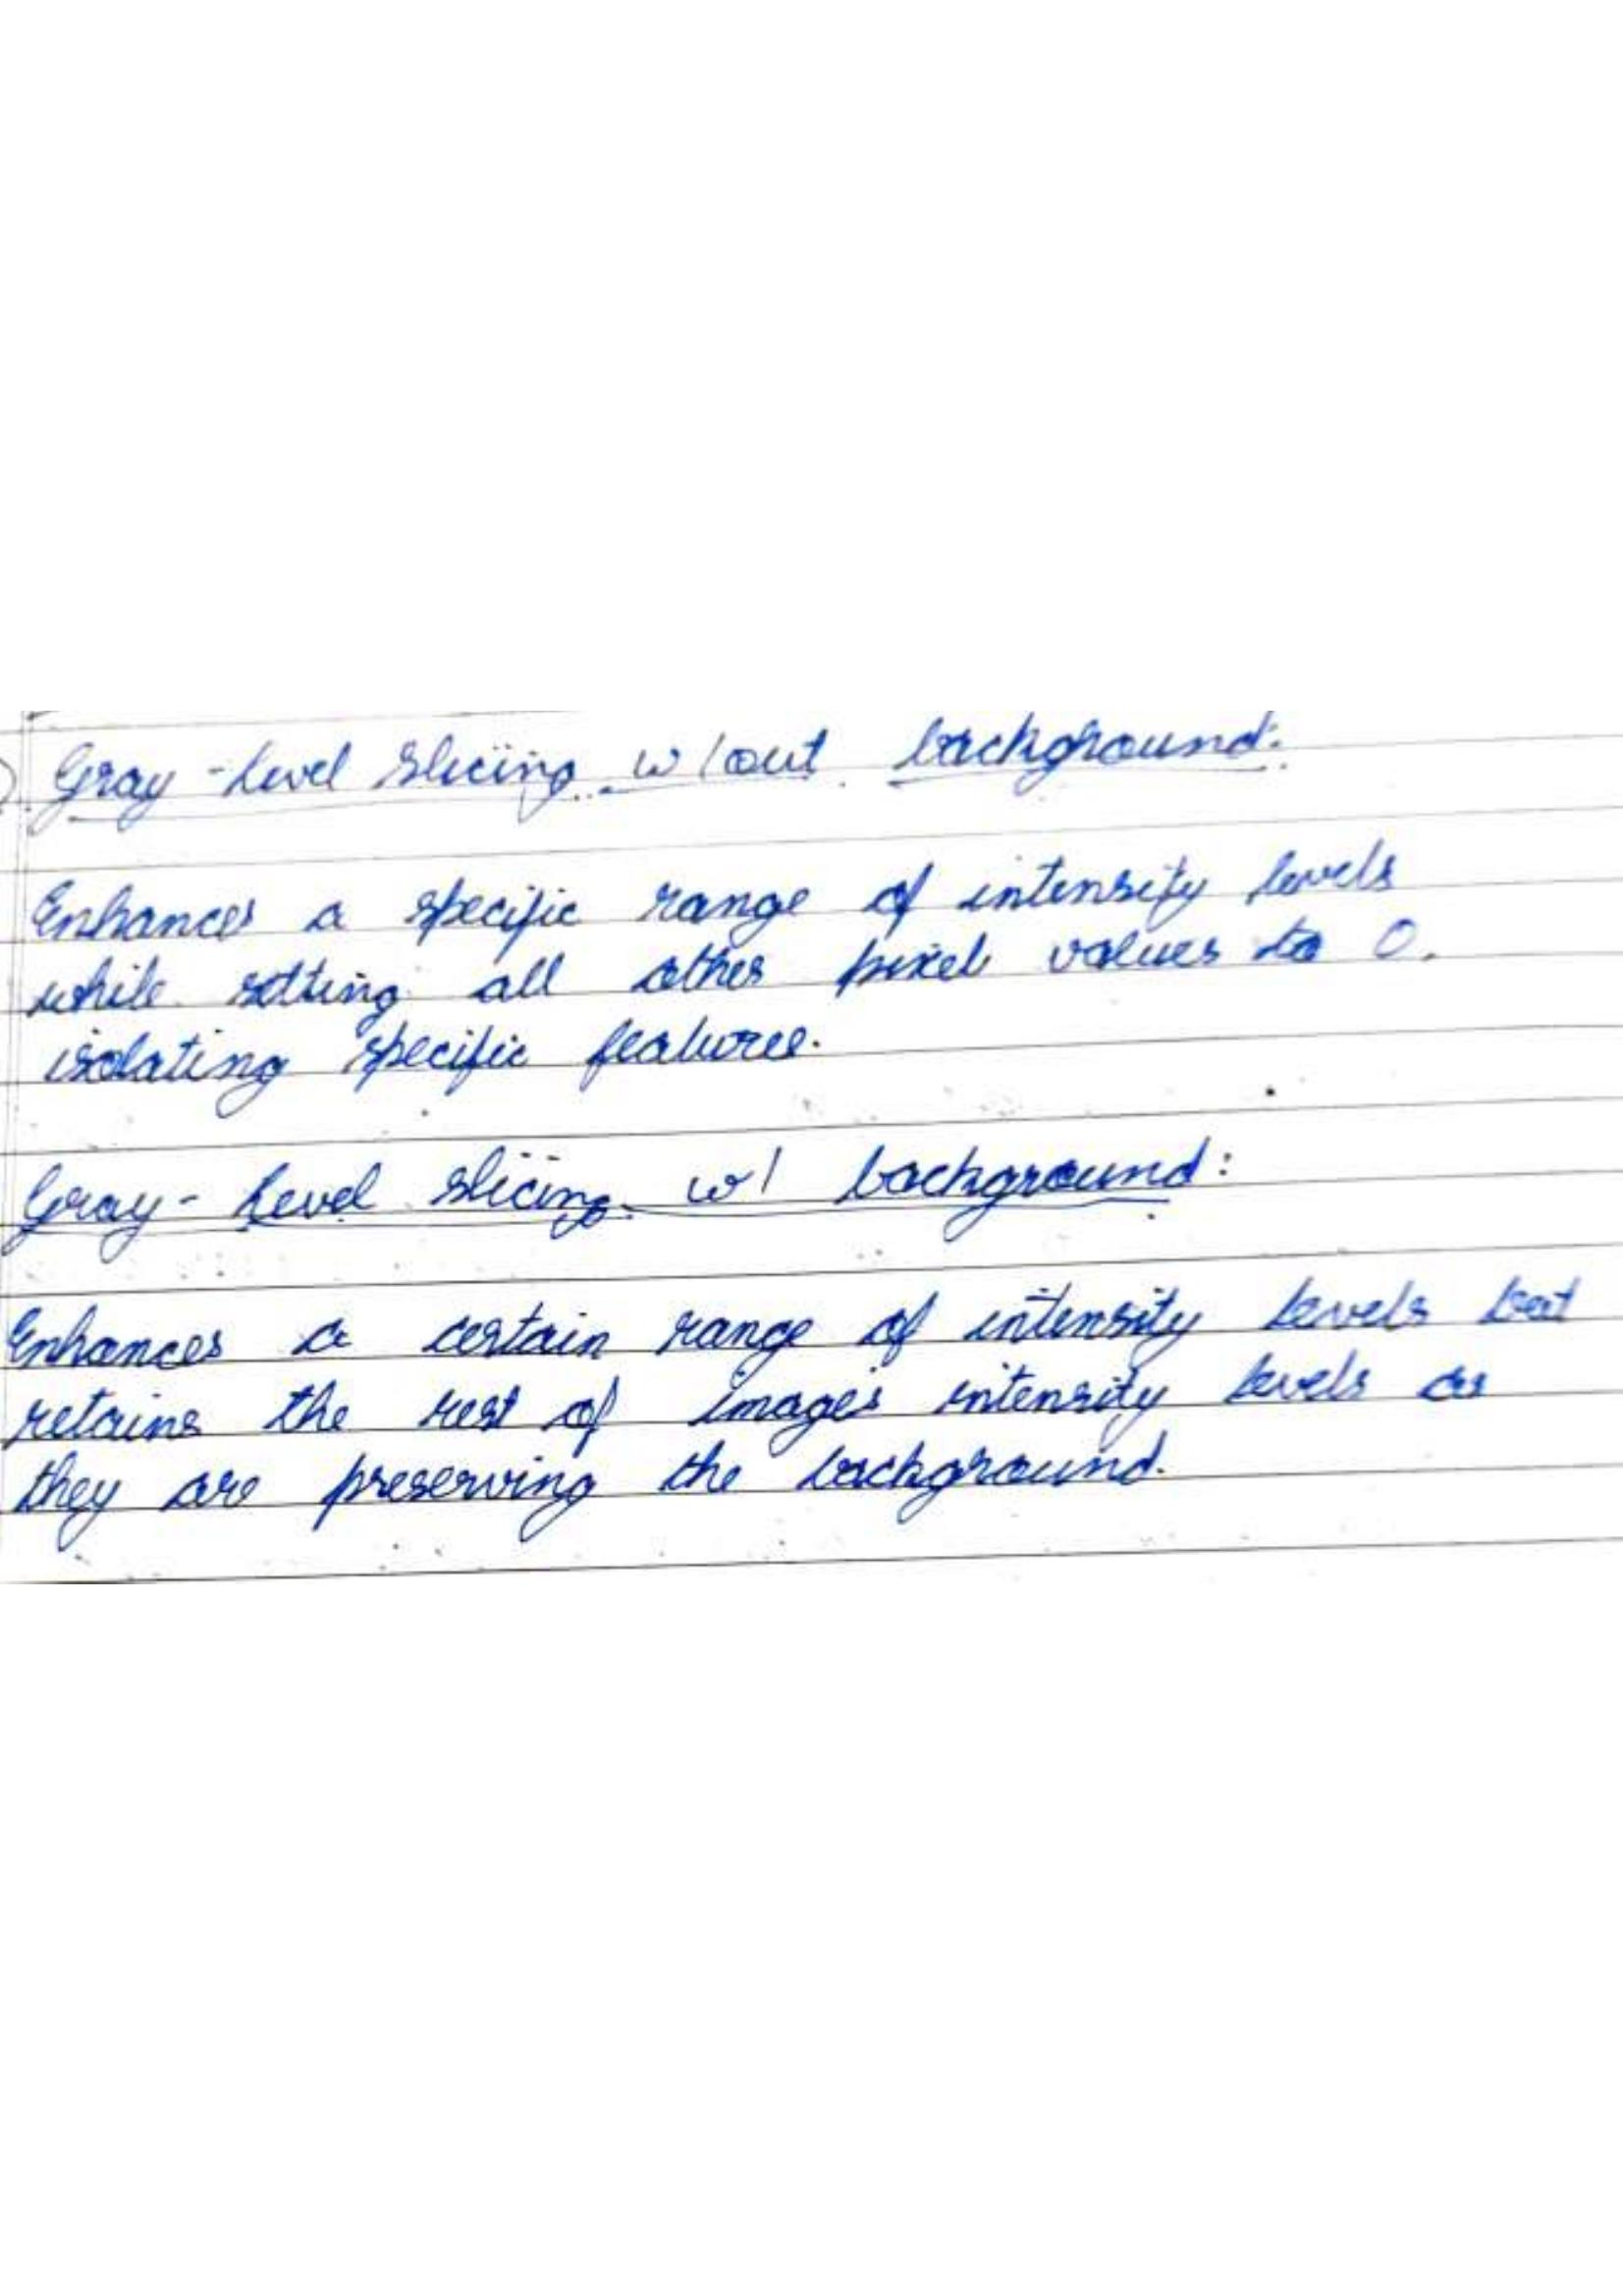 Gray-Level Slicing w/out background:
Enhances a specific range of intensity levels
while setting all other pixel values to 0.
isolating specific features.
Gray-Level slicing w/ background:
Enhances a certain range of intensity levels but
retains the rest of images intensity levels as
they are preserving the background.